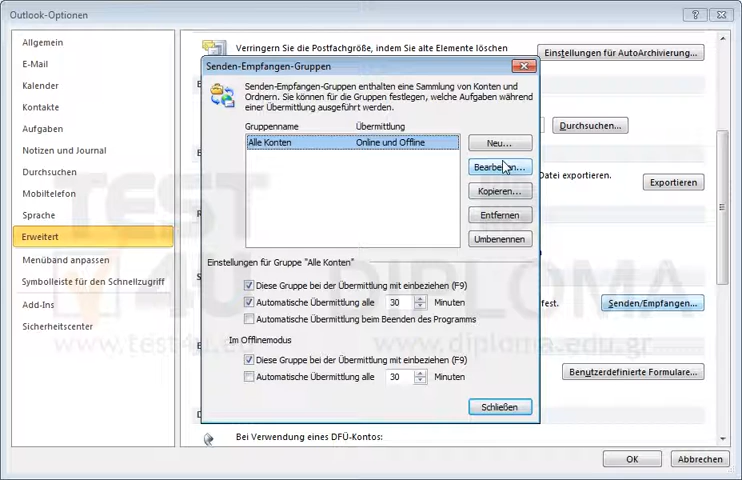 Outlook-Optionen
Allgemein
E-Mail
Kalender
Kontakte
Aufgaben
Notizen und Journal
Durchsuchen
Mobiltelefon
Sprache
Erweitert
Menüband anpassen
Symbolleiste für den Schnellzugriff
Add-Ins
Sicherheitscenter
Verringern Sie die Postfachgröße, indem Sie alte Elemente löschen
Einstellungen für AutoArchivierung...
Durchsuchen...
Datei exportieren.
Exportieren
Senden/Empfangen...
Benutzerdefinierte Formulare...
Bei Verwendung eines DFÜ-Kontos:
OK
Abbrechen
Senden-Empfangen-Gruppen
Senden-Empfangen-Gruppen enthalten eine Sammlung von Konten und
Ordnern. Sie können für die Gruppen festlegen, welche Aufgaben während
einer Übermittlung ausgeführt werden.
Gruppenname Übermittlung
Alle Konten Online und Offline
Neu...
Kopieren...
Entfernen
Umbenennen
Einstellungen für Gruppe "Alle Konten"
Diese Gruppe bei der Übermittlung mit einbeziehen (F9)
Automatische Übermittlung alle 30 Minuten
Automatische Übermittlung beim Beenden des Programms
Im Offlinemodus
Diese Gruppe bei der Übermittlung mit einbeziehen (F9)
Automatische Übermittlung alle 30 Minuten
Schließen
TEST
4U
DIPLOMA
www.test4u.eu
www.diploma-edu.gr